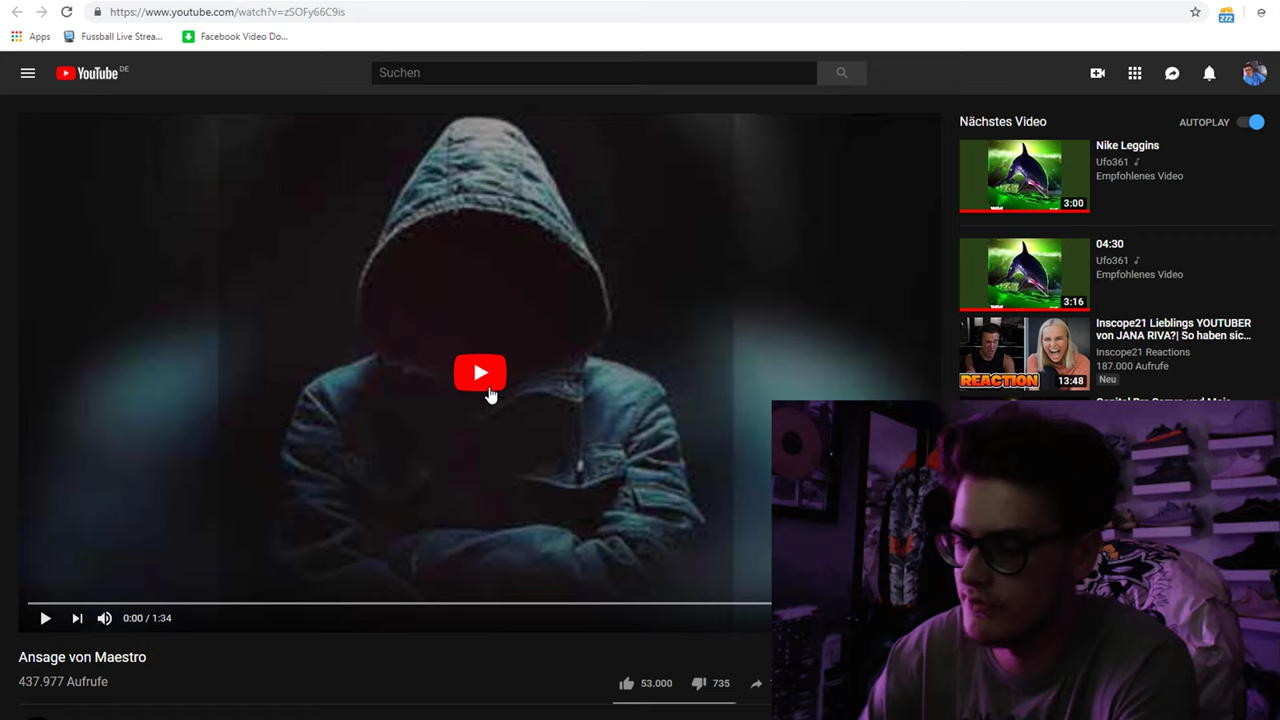 https://www.youtube.com/watch?v=zSOFy66C9is
272
Apps
Fussball Live Strea...
Facebook Video Do...
YouTube DE
Suchen
Nächstes Video
AUTOPLAY
Nike Leggins
Ufo361
Empfohlenes Video
3:00
04:30
Ufo361
Empfohlenes Video
3:16
Inscope21 Lieblings YOUTUBER
von JANA RIVA?| So haben sic...
Inscope21 Reactions
187.000 Aufrufe
Neu
REACTION
13:48
0:00 / 1:34
Ansage von Maestro
437.977 Aufrufe
53.000
735